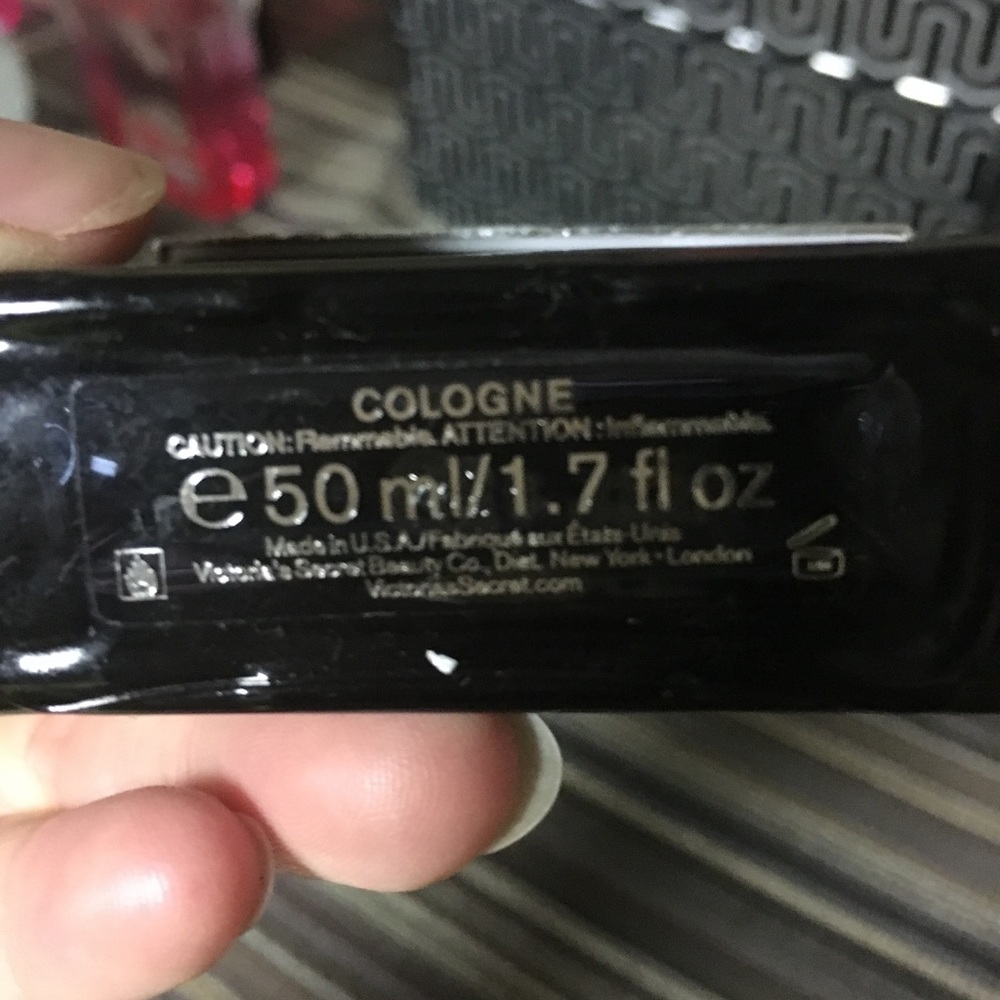 COLOGNE
CAUTION: Flammable. ATTENTION : Inflammable.
e 50 ml/1.7 fl oz
Made in U.S.A./Fabriqué aux États-Unis
Victoria's Secret Beauty Co., Dist. New York • London
VictoriasSecret.com